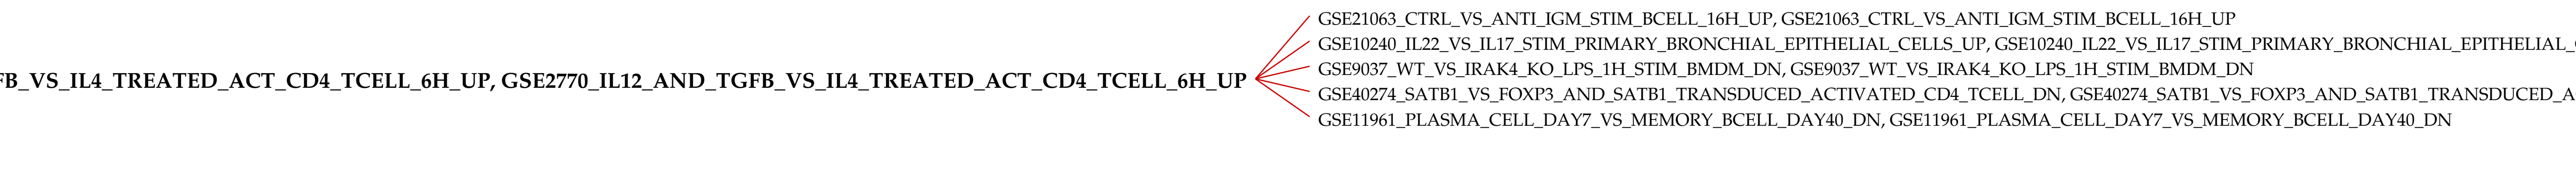 GSE21063_CTRL_VS_ANTI_IGM_STIM_BCELL_16H_UP, GSE21063_CTRL_VS_ANTI_IGM_STIM_BCELL_16H_UP
GSE10240_IL22_VS_IL17_STIM_PRIMARY_BRONCHIAL_EPITHELIAL_CELLS_UP, GSE10240_IL22_VS_IL17_STIM_PRIMARY_BRONCHIAL_EPITHELIAL_
GSE9037_WT_VS_IRAK4_KO_LPS_1H_STIM_BMDM_DN, GSE9037_WT_VS_IRAK4_KO_LPS_1H_STIM_BMDM_DN
FB_VS_IL4_TREATED_ACT_CD4_TCELL_6H_UP, GSE2770_IL12_AND_TGFB_VS_IL4_TREATED_ACT_CD4_TCELL_6H_UP
GSE40274_SATB1_VS_FOXP3_AND_SATB1_TRANSDUCED_ACTIVATED_CD4_TCELL_DN, GSE40274_SATB1_VS_FOXP3_AND_SATB1_TRANSDUCED_A
GSE11961_PLASMA_CELL_DAY7_VS_MEMORY_BCELL_DAY40_DN, GSE11961_PLASMA_CELL_DAY7_VS_MEMORY_BCELL_DAY40_DN